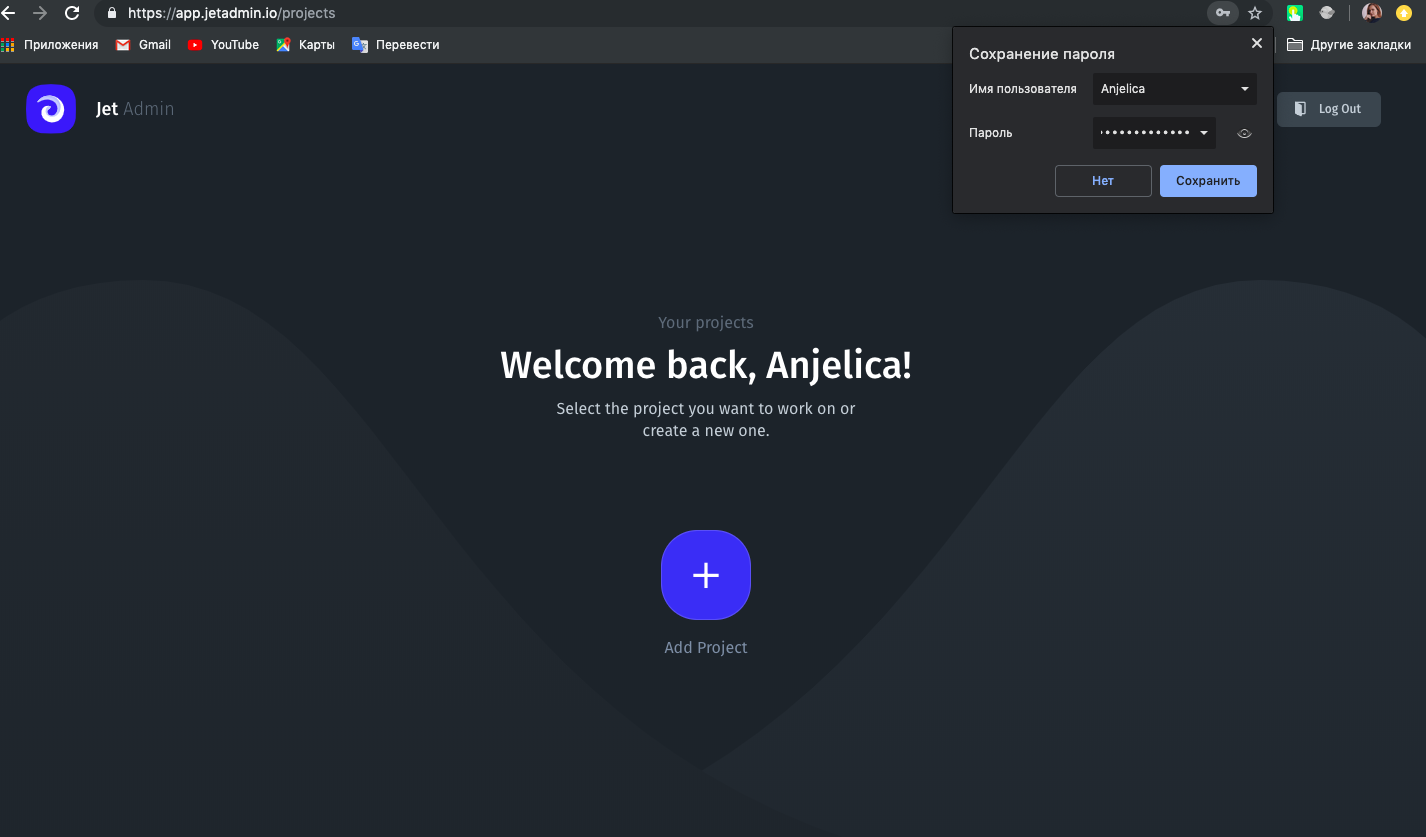 https://app.jetadmin.io/projects
Приложения Gmail YouTube Карты Перевести Другие закладки
Сохранение пароля
Имя пользователя Anjelica
Пароль ••••••••••••
Нет Сохранить
Jet Admin
Log Out
Your projects
Welcome back, Anjelica!
Select the project you want to work on or
create a new one.
Add Project